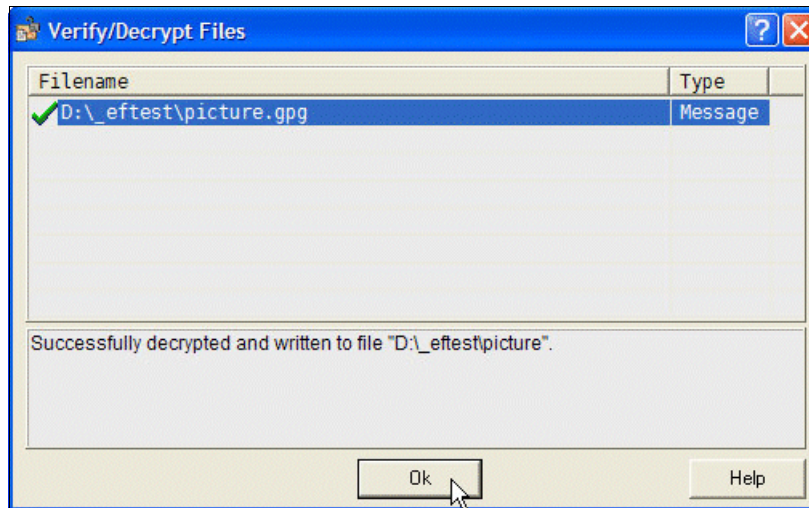 Verify/Decrypt Files
Filename Type
D:\_eftest\picture.gpg Message
Successfully decrypted and written to file "D:\_eftest\picture".
Ok Help